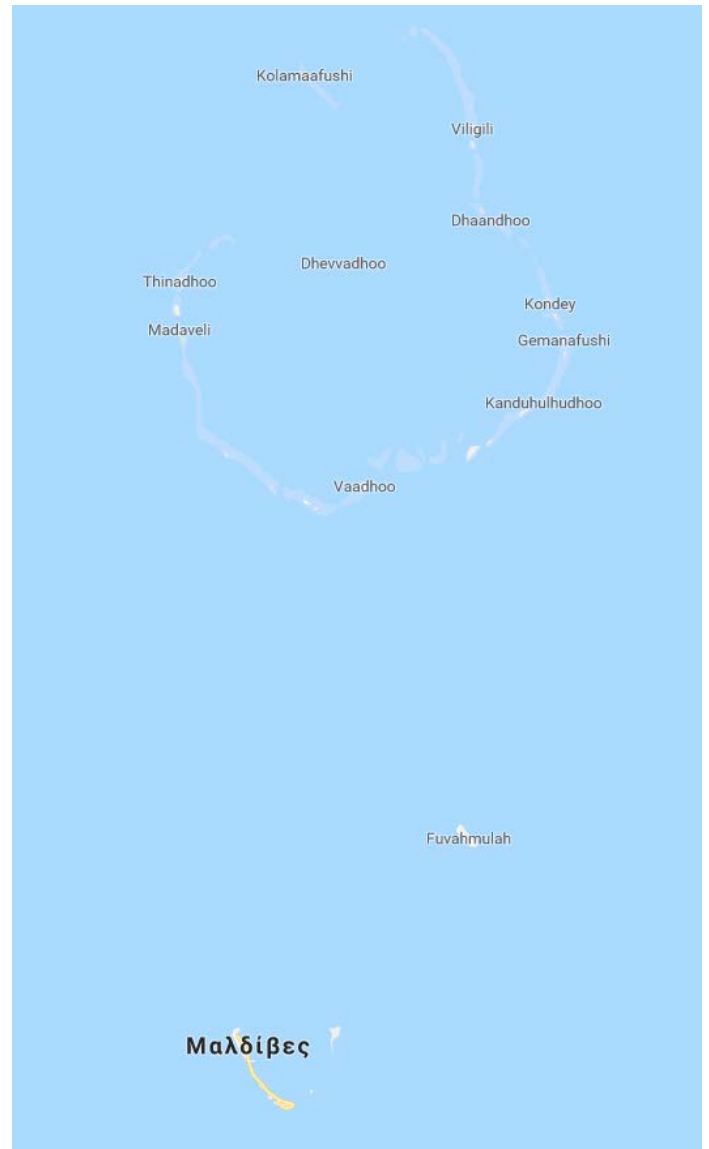 Kolamaafushi
Viligili
Dhaandhoo
Dhevvadhoo
Thinadhoo
Kondey
Madaveli
Gemanafushi
Kanduhulhudhoo
Vaadhoo
Fuvahmulah
Μαλδίβες